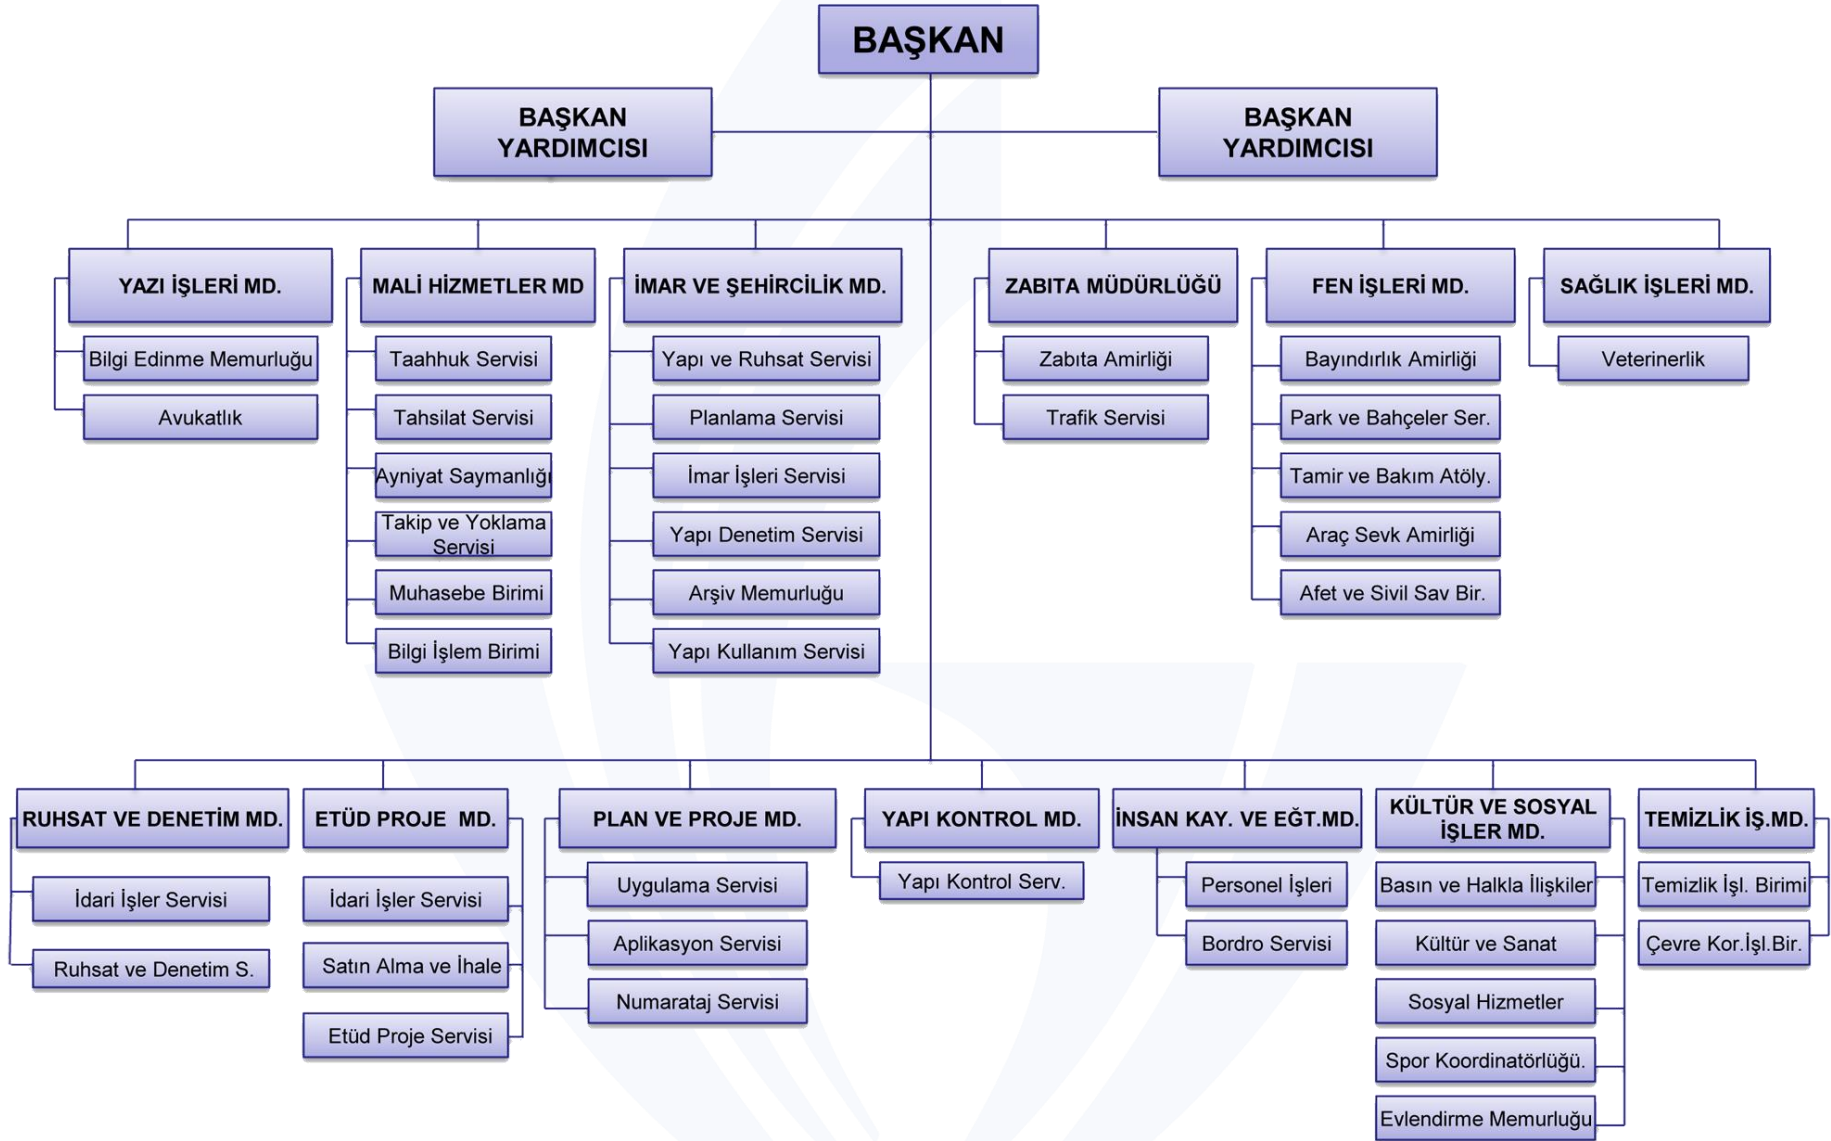 BAŞKAN
BAŞKAN
YARDIMCISI
BAŞKAN
YARDIMCISI
YAZI İŞLERİ MD.
Bilgi Edinme Memurluğu
Avukatlık
MALİ HİZMETLER MD
Taahhuk Servisi
Tahsilat Servisi
Ayniyat Saymanlığı
Takip ve Yoklama
Servisi
Muhasebe Birimi
Bilgi İşlem Birimi
İMAR VE ŞEHİRCİLİK MD.
Yapı ve Ruhsat Servisi
Planlama Servisi
İmar İşleri Servisi
Yapı Denetim Servisi
Arşiv Memurluğu
Yapı Kullanım Servisi
ZABITA MÜDÜRLÜĞÜ
Zabıta Amirliği
Trafik Servisi
FEN İŞLERİ MD.
Bayındırlık Amirliği
Park ve Bahçeler Ser.
Tamir ve Bakım Atöly.
Araç Sevk Amirliği
Afet ve Sivil Sav Bir.
SAĞLIK İŞLERİ MD.
Veterinerlik
RUHSAT VE DENETİM MD.
İdari İşler Servisi
Ruhsat ve Denetim S.
ETÜD PROJE MD.
İdari İşler Servisi
Satın Alma ve İhale
Etüd Proje Servisi
PLAN VE PROJE MD.
Uygulama Servisi
Aplikasyon Servisi
Numarataj Servisi
YAPI KONTROL MD.
Yapı Kontrol Serv.
İNSAN KAY. VE EĞT.MD.
Personel İşleri
Bordro Servisi
KÜLTÜR VE SOSYAL
İŞLER MD.
Basın ve Halkla İlişkiler
Kültür ve Sanat
Sosyal Hizmetler
Spor Koordinatörlüğü.
Evlendirme Memurluğu
TEMİZLİK İŞ.MD.
Temizlik İşl. Birimi
Çevre Kor.İşl.Bir.